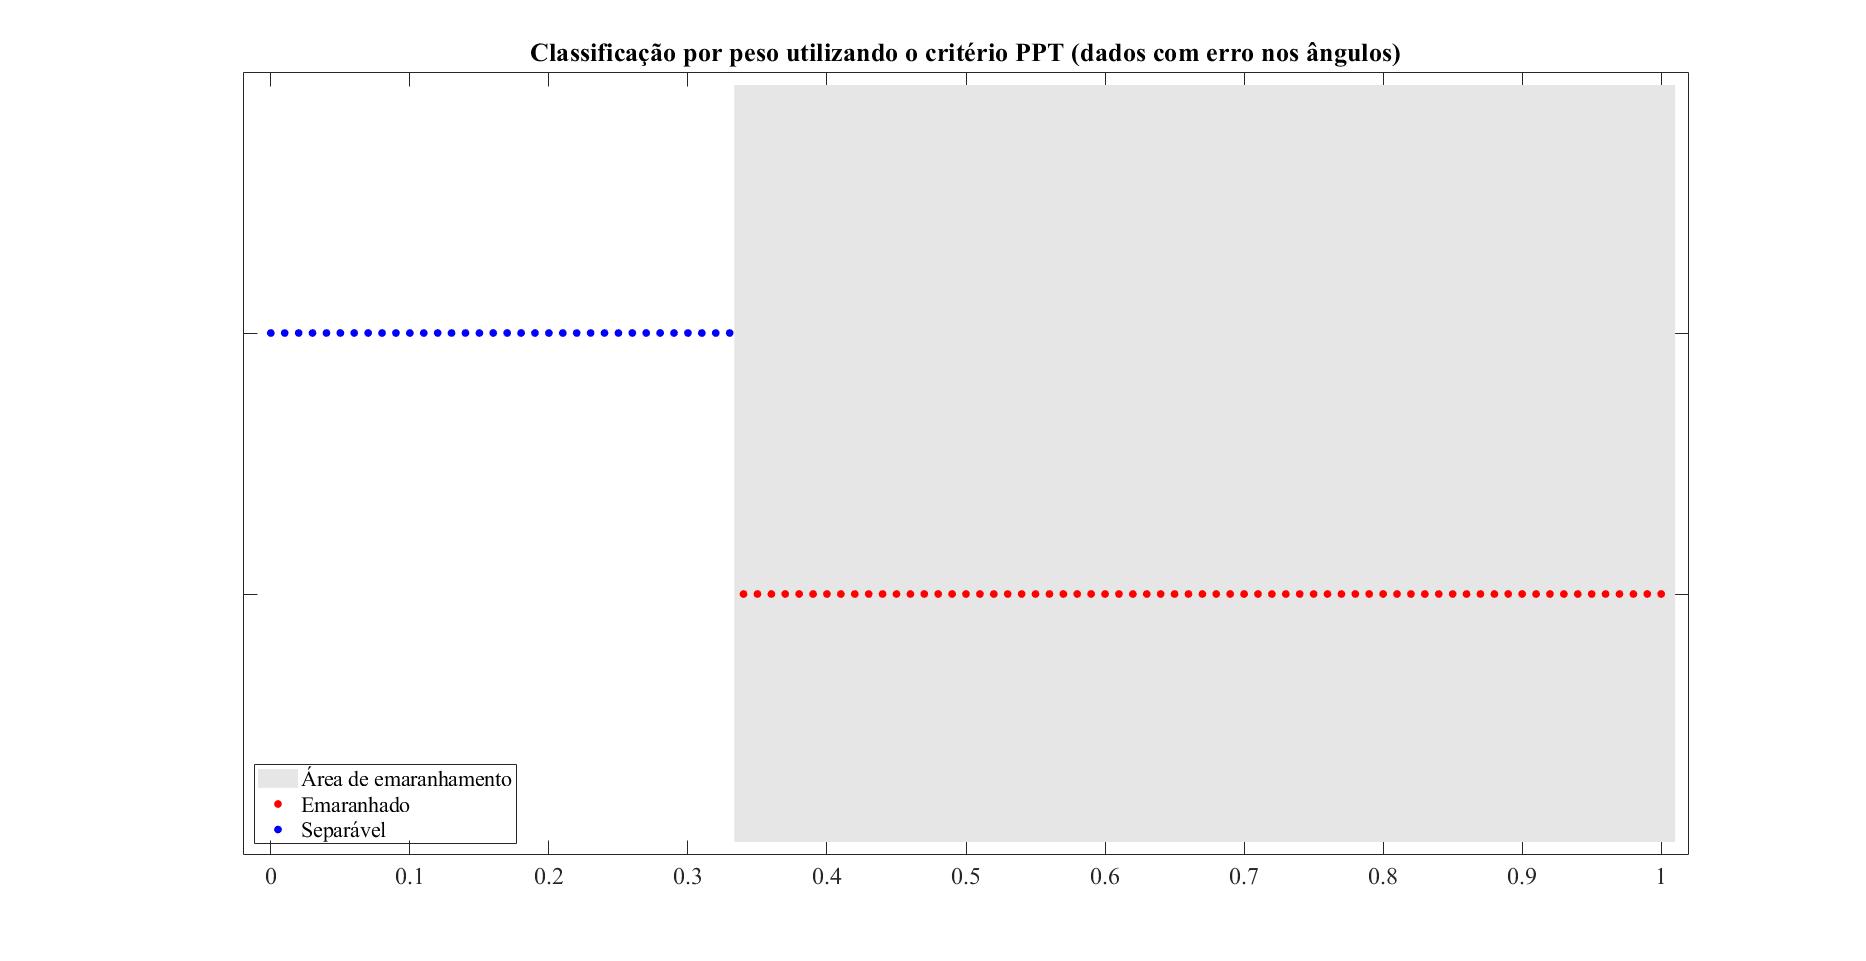 Classificação por peso utilizando o critério PPT (dados com erro nos ângulos)
Área de emaranhamento
Emaranhado
Separável
0 0.1 0.2 0.3 0.4 0.5 0.6 0.7 0.8 0.9 1